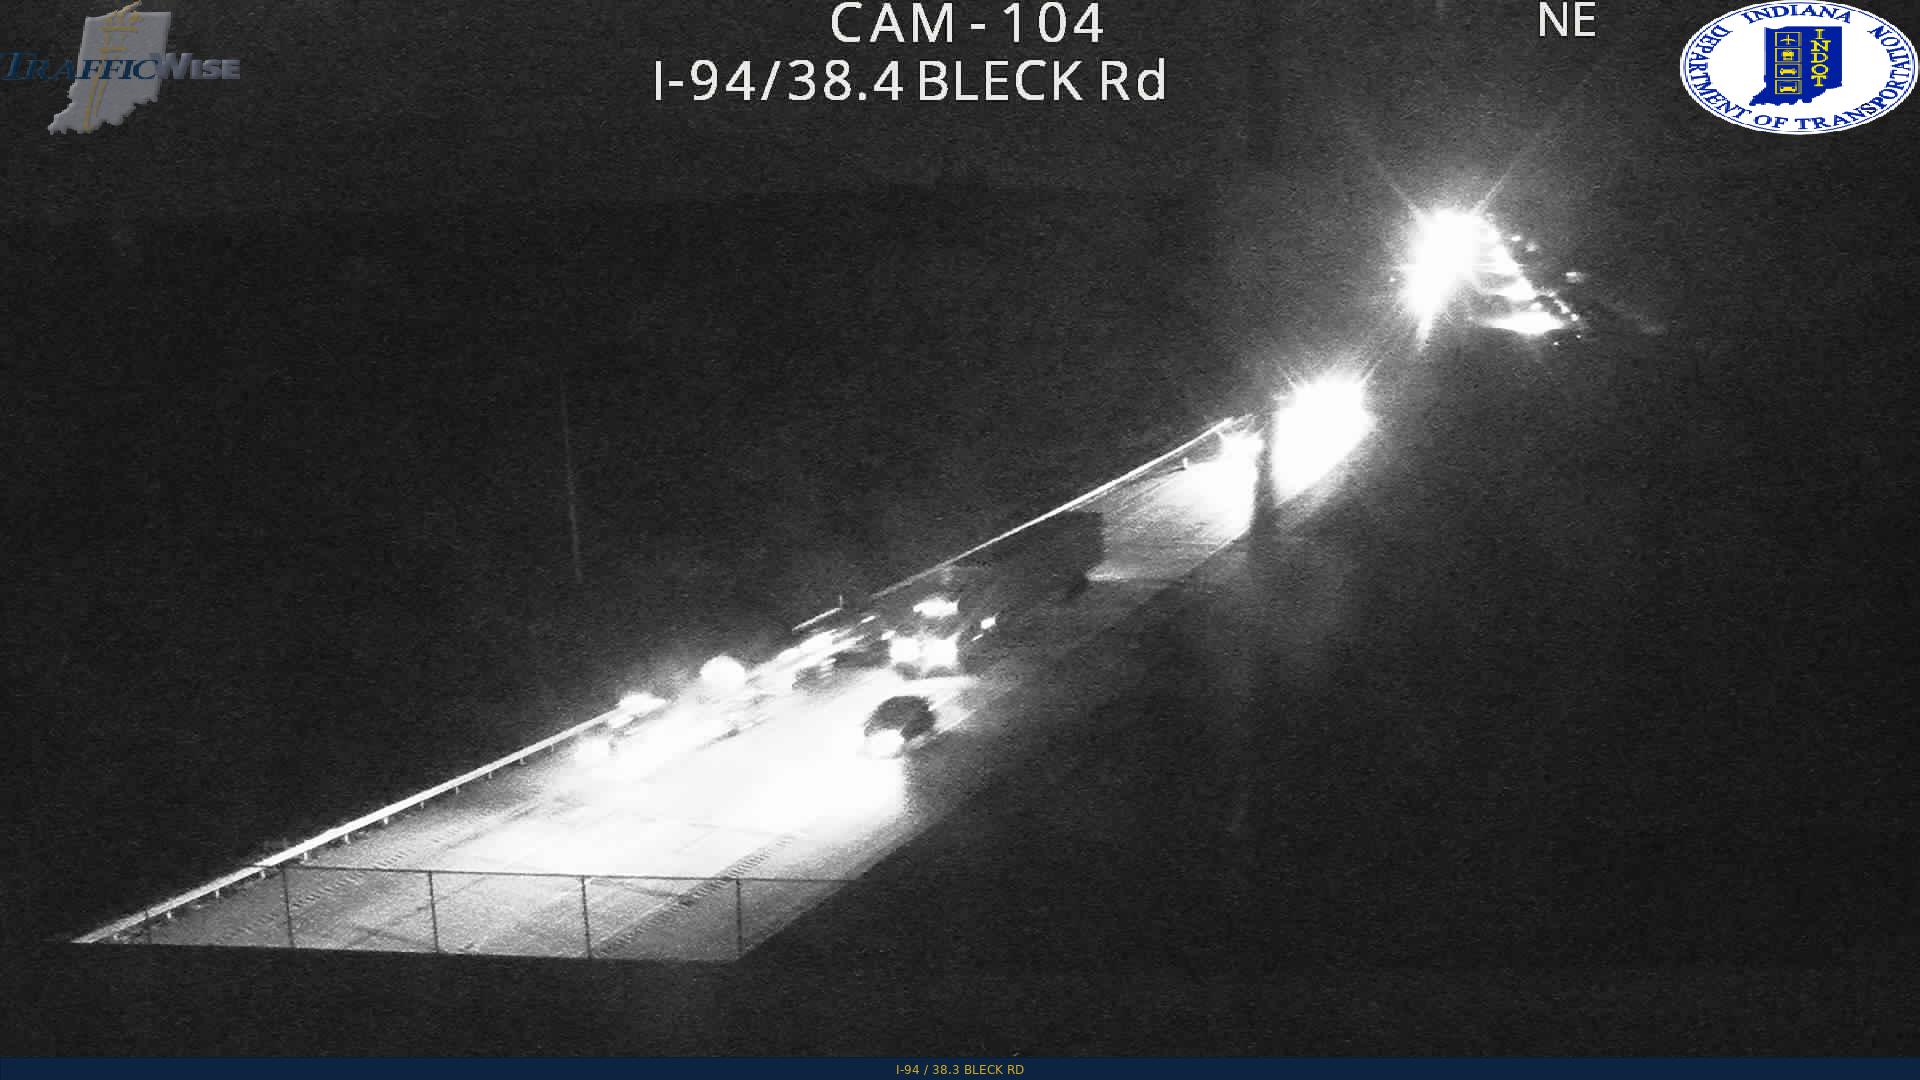 CAM-104
NE
I-94/38.4 BLECK Rd
TRAFFICWISE
INDIANA DEPARTMENT OF TRANSPORTATION
INDOT
I-94 / 38.3 BLECK RD